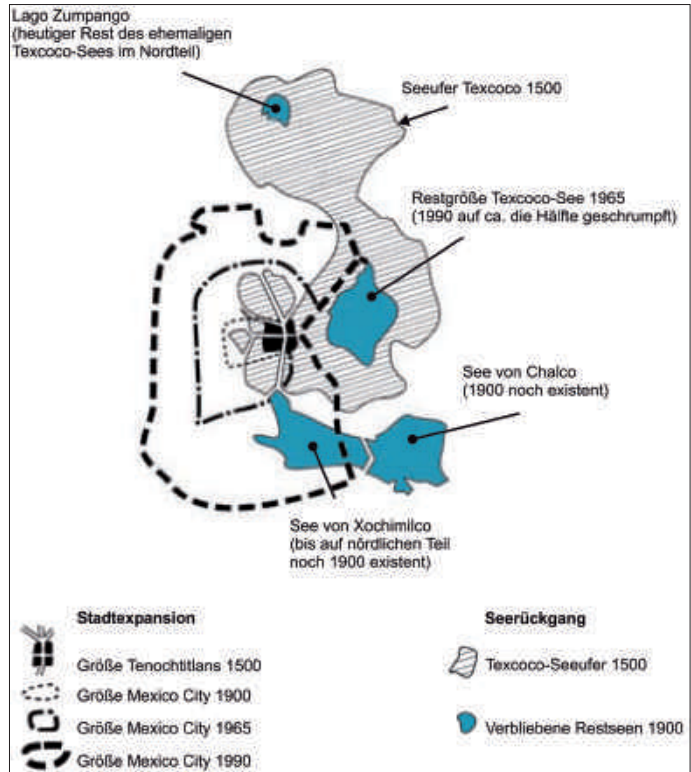 Lago Zumpango
(heutiger Rest des ehemaligen
Texcoco-Sees im Nordteil)
Seeufer Texcoco 1500
Restgröße Texcoco-See 1965
(1990 auf ca. die Hälfte geschrumpft)
See von Chalco
(1900 noch existent)
See von Xochimilco
(bis auf nördlichen Teil
noch 1900 existent)
Stadtexpansion
Größe Tenochtitlans 1500
Größe Mexico City 1900
Größe Mexico City 1965
Größe Mexico City 1990
Seerückgang
Texcoco-Seeufer 1500
Verbliebene Restseen 1900